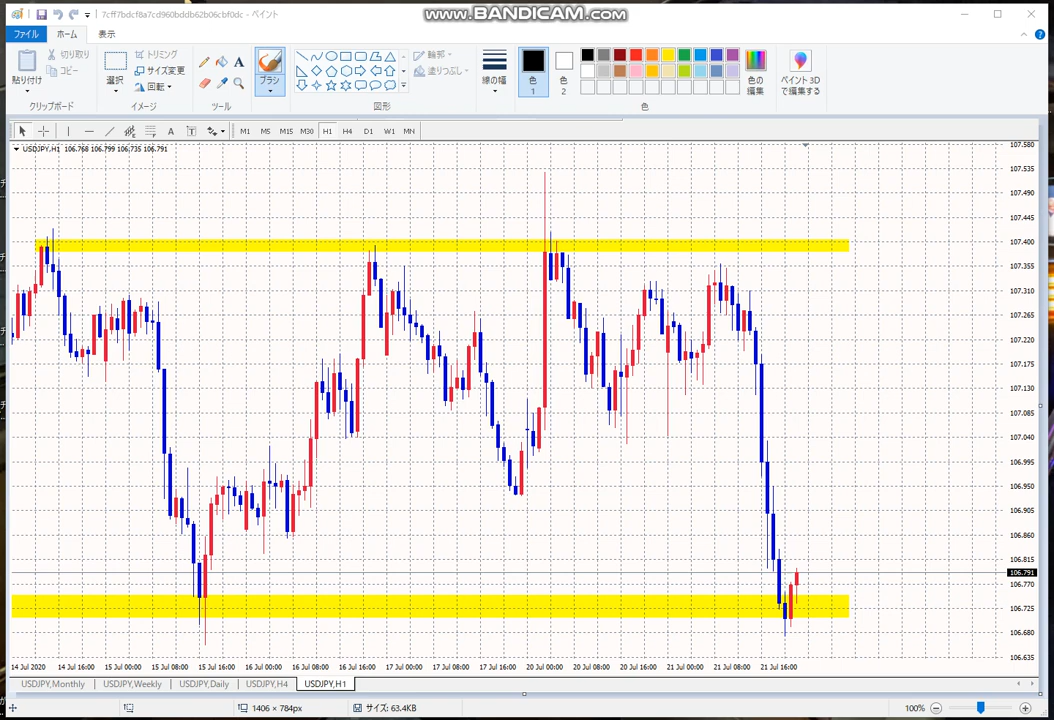 7cff7bdcf8a7cd960bddb62b06cbf0dc - ペイント
www.BANDICAM.com
ファイル ホーム 表示
貼り付け
切り取り
コピー
クリップボード
選択
トリミング
サイズ変更
回転
イメージ
A
ツール
ブラシ
輪郭
塗りつぶし
図形
線の幅
色
1
色
2
色の
編集
色
ペイント 3D
で編集する
A T M1 M5 M15 M30 H1 H4 D1 W1 MN
USDJPY,H1 106.768 106.799 106.735 106.791
107.580
107.535
107.490
107.445
107.400
107.355
107.310
107.265
107.220
107.175
107.130
107.085
107.040
106.995
106.950
106.905
106.860
106.815
106.791
106.770
106.725
106.680
106.635
14 Jul 2020 14 Jul 16:00 15 Jul 00:00 15 Jul 08:00 15 Jul 16:00 16 Jul 00:00 16 Jul 08:00 16 Jul 16:00 17 Jul 00:00 17 Jul 08:00 17 Jul 16:00 20 Jul 00:00 20 Jul 08:00 20 Jul 16:00 21 Jul 00:00 21 Jul 08:00 21 Jul 16:00
USDJPY,Monthly USDJPY,Weekly USDJPY,Daily USDJPY,H4 USDJPY,H1
1406 × 784px サイズ: 63.4KB 100%